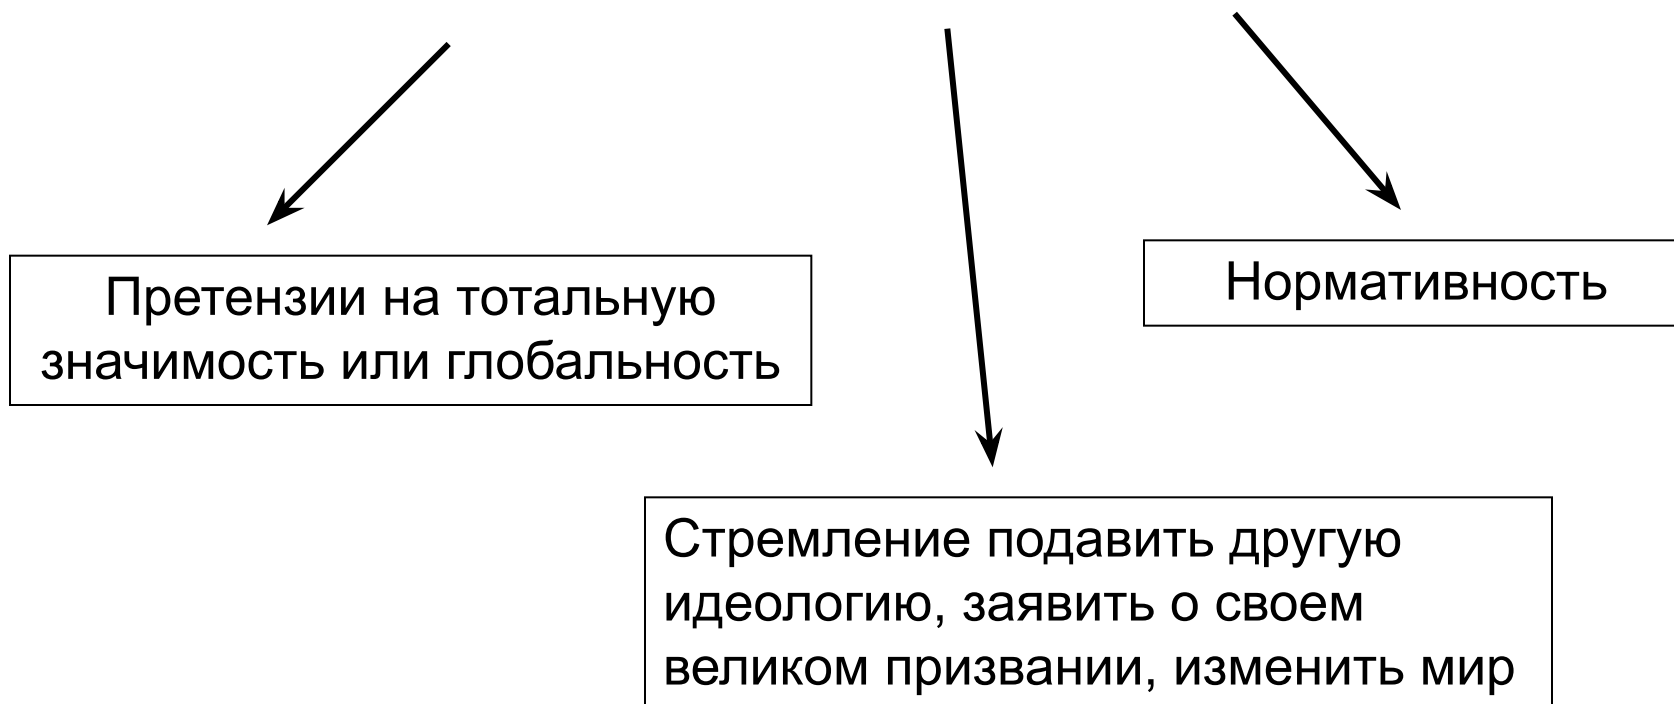 Претензии на тотальную
значимость или глобальность
Нормативность
Стремление подавить другую
идеологию, заявить о своем
великом призвании, изменить мир